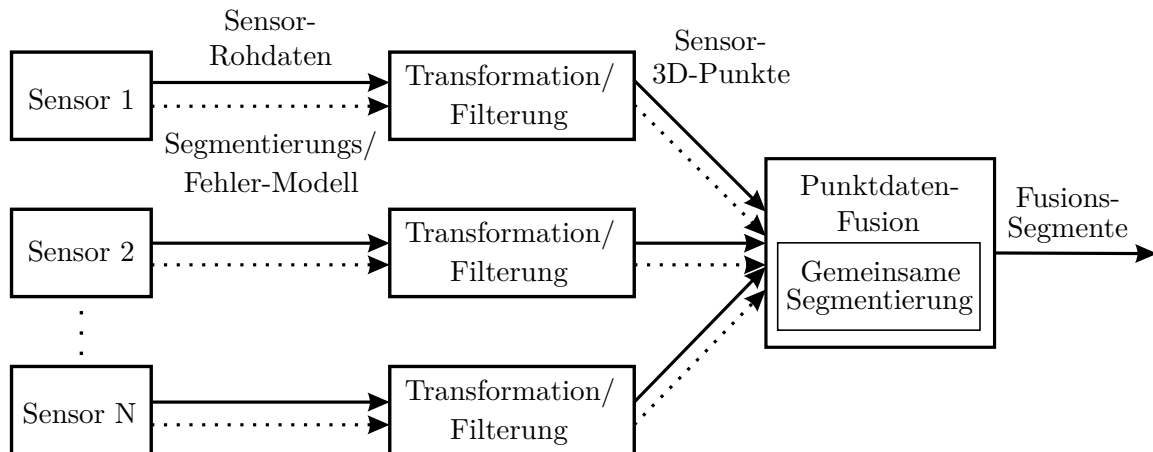 Sensor-
Rohdaten
Sensor 1
Transformation/
Filterung
Sensor-
3D-Punkte
Segmentierungs/
Fehler-Modell
Sensor 2
Transformation/
Filterung
Punktdaten-
Fusion
Gemeinsame
Segmentierung
Fusions-
Segmente
Sensor N
Transformation/
Filterung